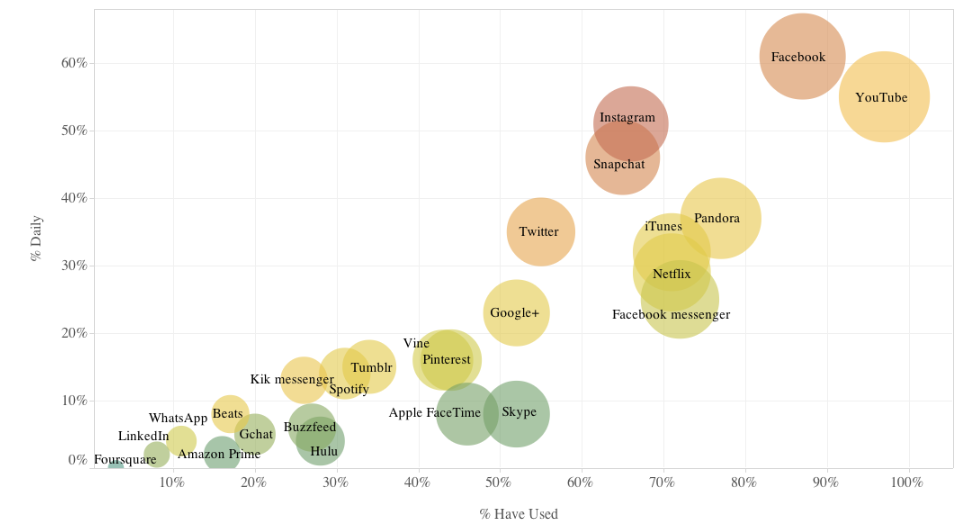 60%
50%
40%
30%
20%
10%
0%
% Daily
Facebook
YouTube
Instagram
Snapchat
Pandora
iTunes
Twitter
Netflix
Google+
Facebook messenger
Vine
Pinterest
Tumblr
Kik messenger
Spotify
Apple FaceTime
Skype
WhatsApp
Beats
Buzzfeed
LinkedIn
Gchat
Hulu
Amazon Prime
Foursquare
10%
20%
30%
40%
50%
60%
70%
80%
90%
100%
% Have Used